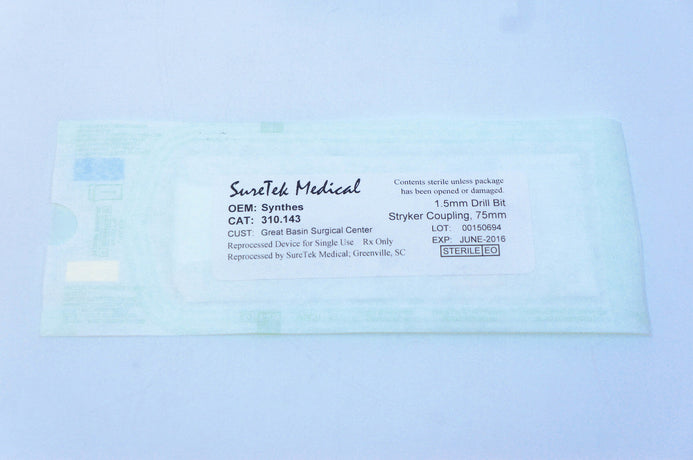 SureTek Medical
OEM: Synthes
CAT: 310.143
CUST: Great Basin Surgical Center
Reprocessed Device for Single Use Rx Only
Reprocessed by SureTek Medical; Greenville, SC
Contents sterile unless package
has been opened or damaged.
1.5mm Drill Bit
Stryker Coupling, 75mm
LOT: 00150694
EXP: JUNE-2016
STERILE EO